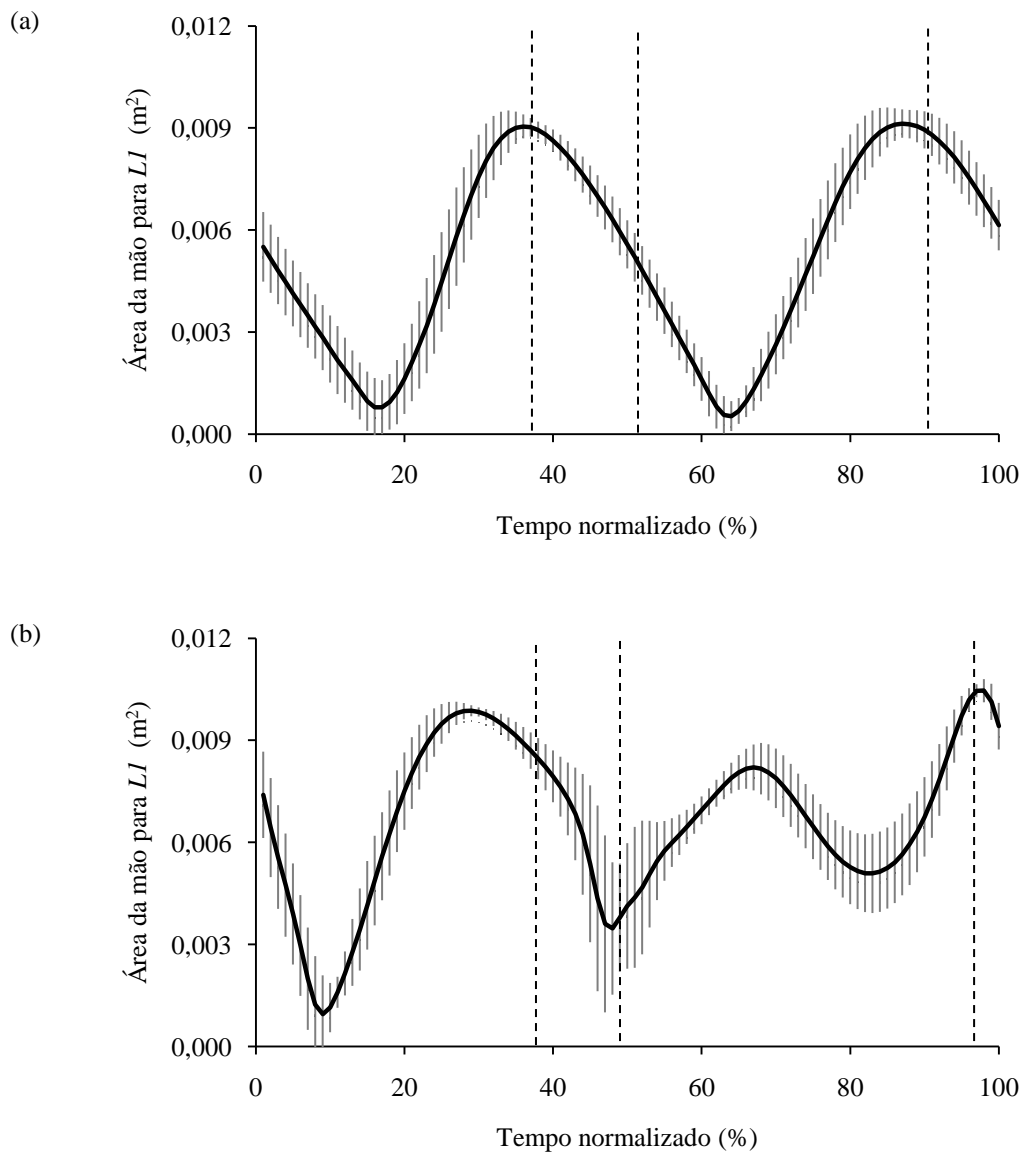 (a)
Área da mão para L1 (m²)
0,012
0,009
0,006
0,003
0,000
0 20 40 60 80 100
Tempo normalizado (%)
(b)
Área da mão para L1 (m²)
0,012
0,009
0,006
0,003
0,000
0 20 40 60 80 100
Tempo normalizado (%)